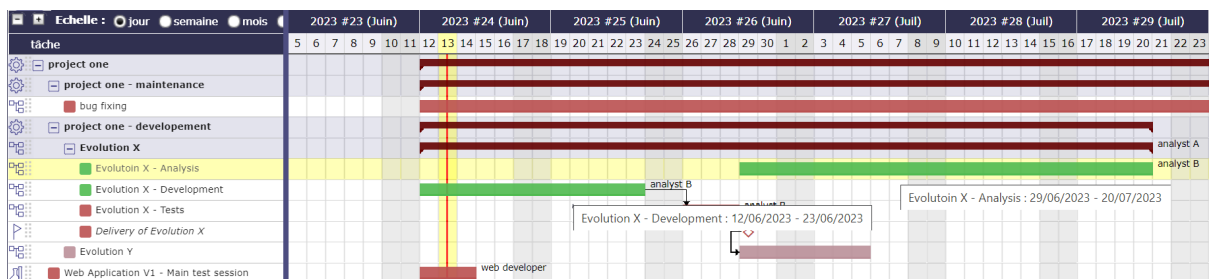 Echelle : jour semaine mois
2023 #23 (Juin) 2023 #24 (Juin) 2023 #25 (Juin) 2023 #26 (Juin) 2023 #27 (Juil) 2023 #28 (Juil) 2023 #29 (Juil)
tâche
5 6 7 8 9 10 11 12 13 14 15 16 17 18 19 20 21 22 23 24 25 26 27 28 29 30 1 2 3 4 5 6 7 8 9 10 11 12 13 14 15 16 17 18 19 20 21 22 23
project one
project one - maintenance
bug fixing
project one - developement
Evolution X
analyst A
Evolutoin X - Analysis
analyst B
Evolution X - Development
analyst B
Evolutoin X - Analysis : 29/06/2023 - 20/07/2023
Evolution X - Tests
Evolution X - Development : 12/06/2023 - 23/06/2023
Delivery of Evolution X
Evolution Y
Web Application V1 - Main test session
web developer